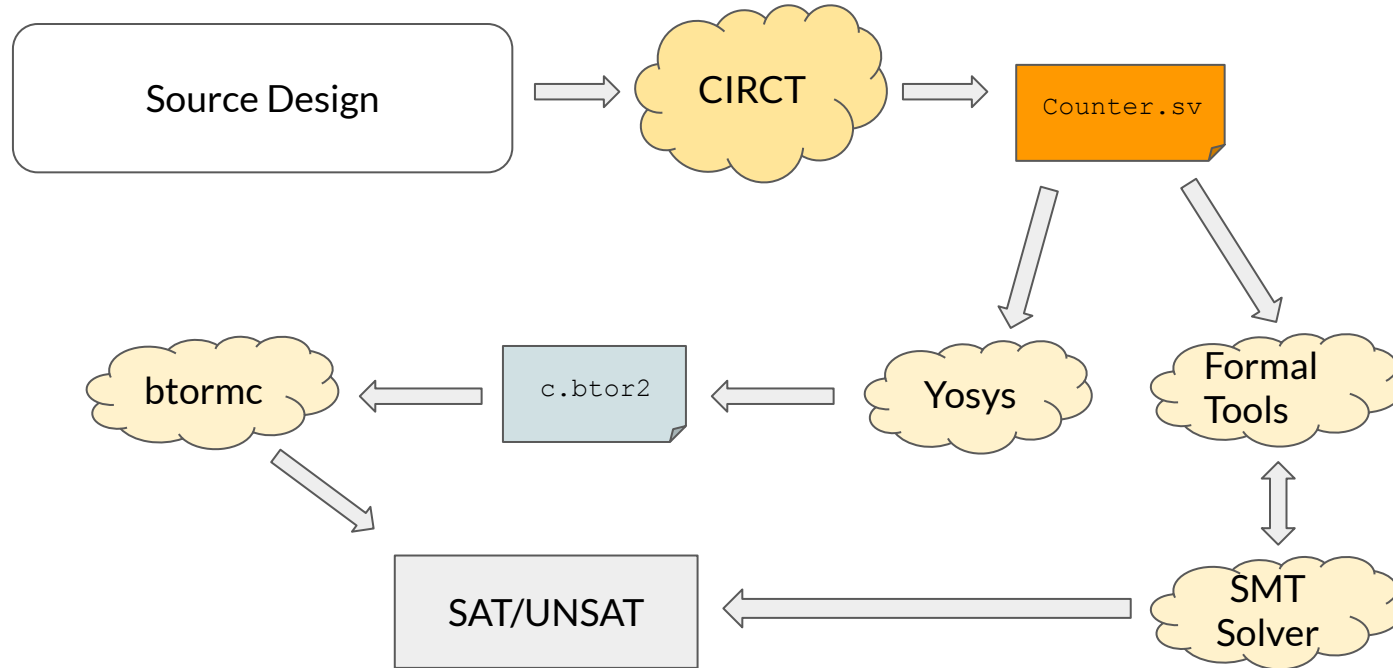 Source Design
CIRCT
Counter.sv
btormc
c.btor2
Yosys
Formal
Tools
SAT/UNSAT
SMT
Solver